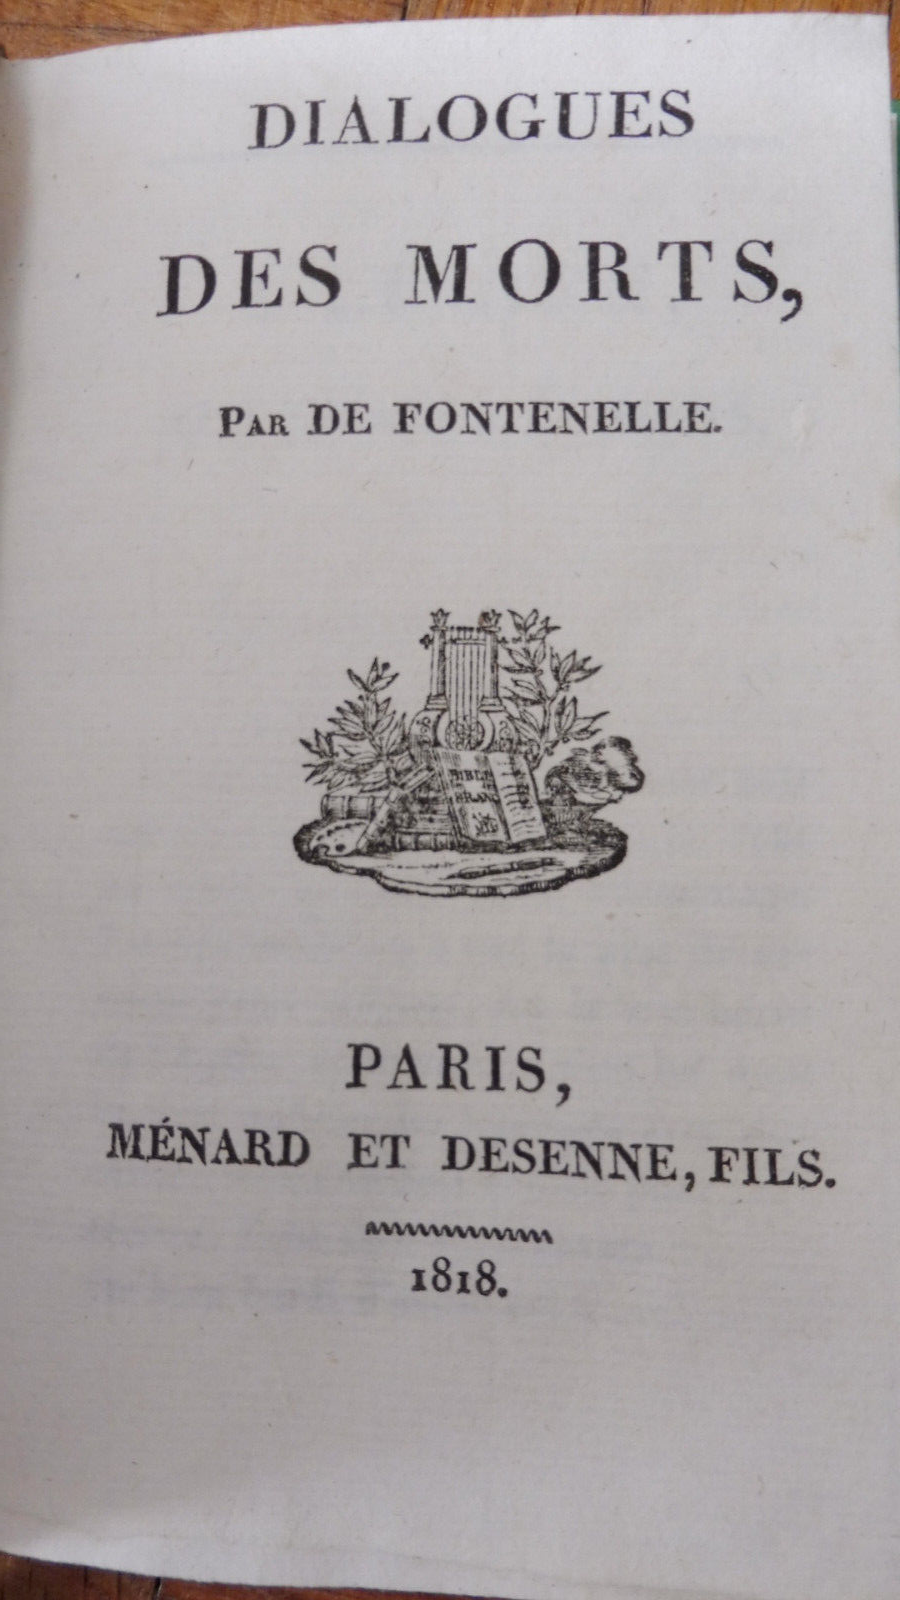 DIALOGUES
DES MORTS,
PAR DE FONTENELLE.
PARIS,
MÉNARD ET DESENNE, FILS.
1818.